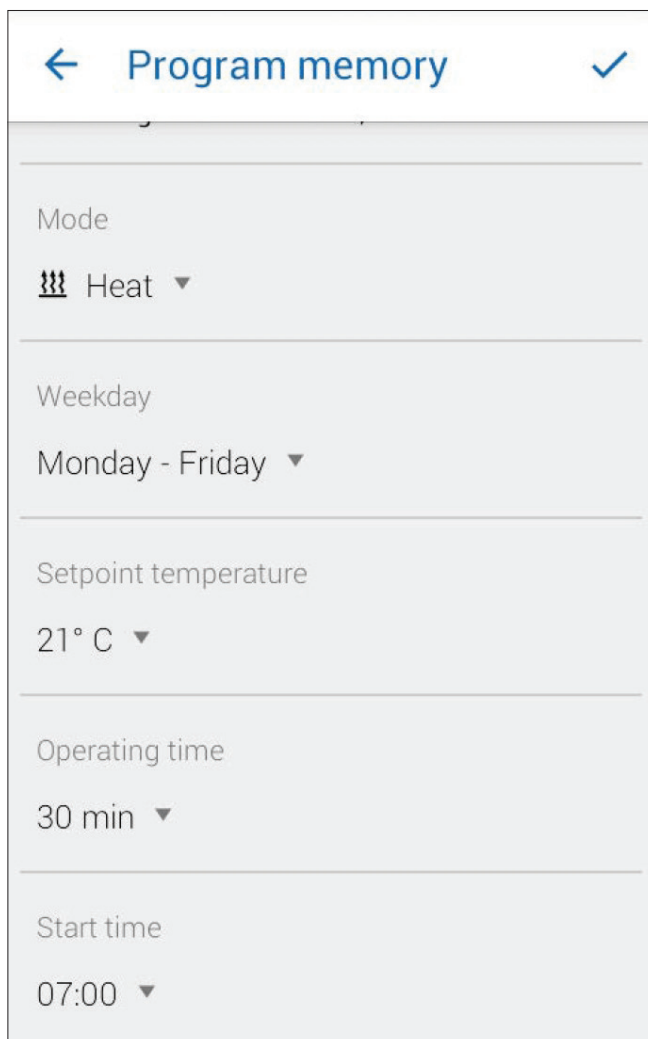 Program memory
Mode
Heat
Weekday
Monday - Friday
Setpoint temperature
21° C
Operating time
30 min
Start time
07:00